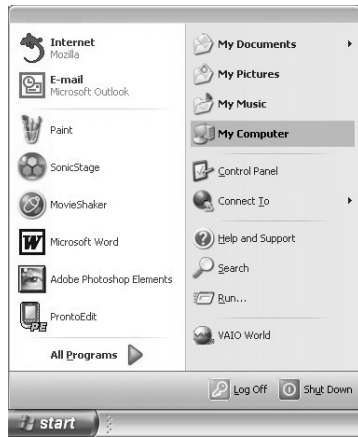 Internet
Mozilla
E-mail
Microsoft Outlook
Paint
SonicStage
MovieShaker
Microsoft Word
Adobe Photoshop Elements
ProntoEdit
All Programs
My Documents
My Pictures
My Music
My Computer
Control Panel
Connect To
Help and Support
Search
Run...
VAIO World
Log Off
Shut Down
start